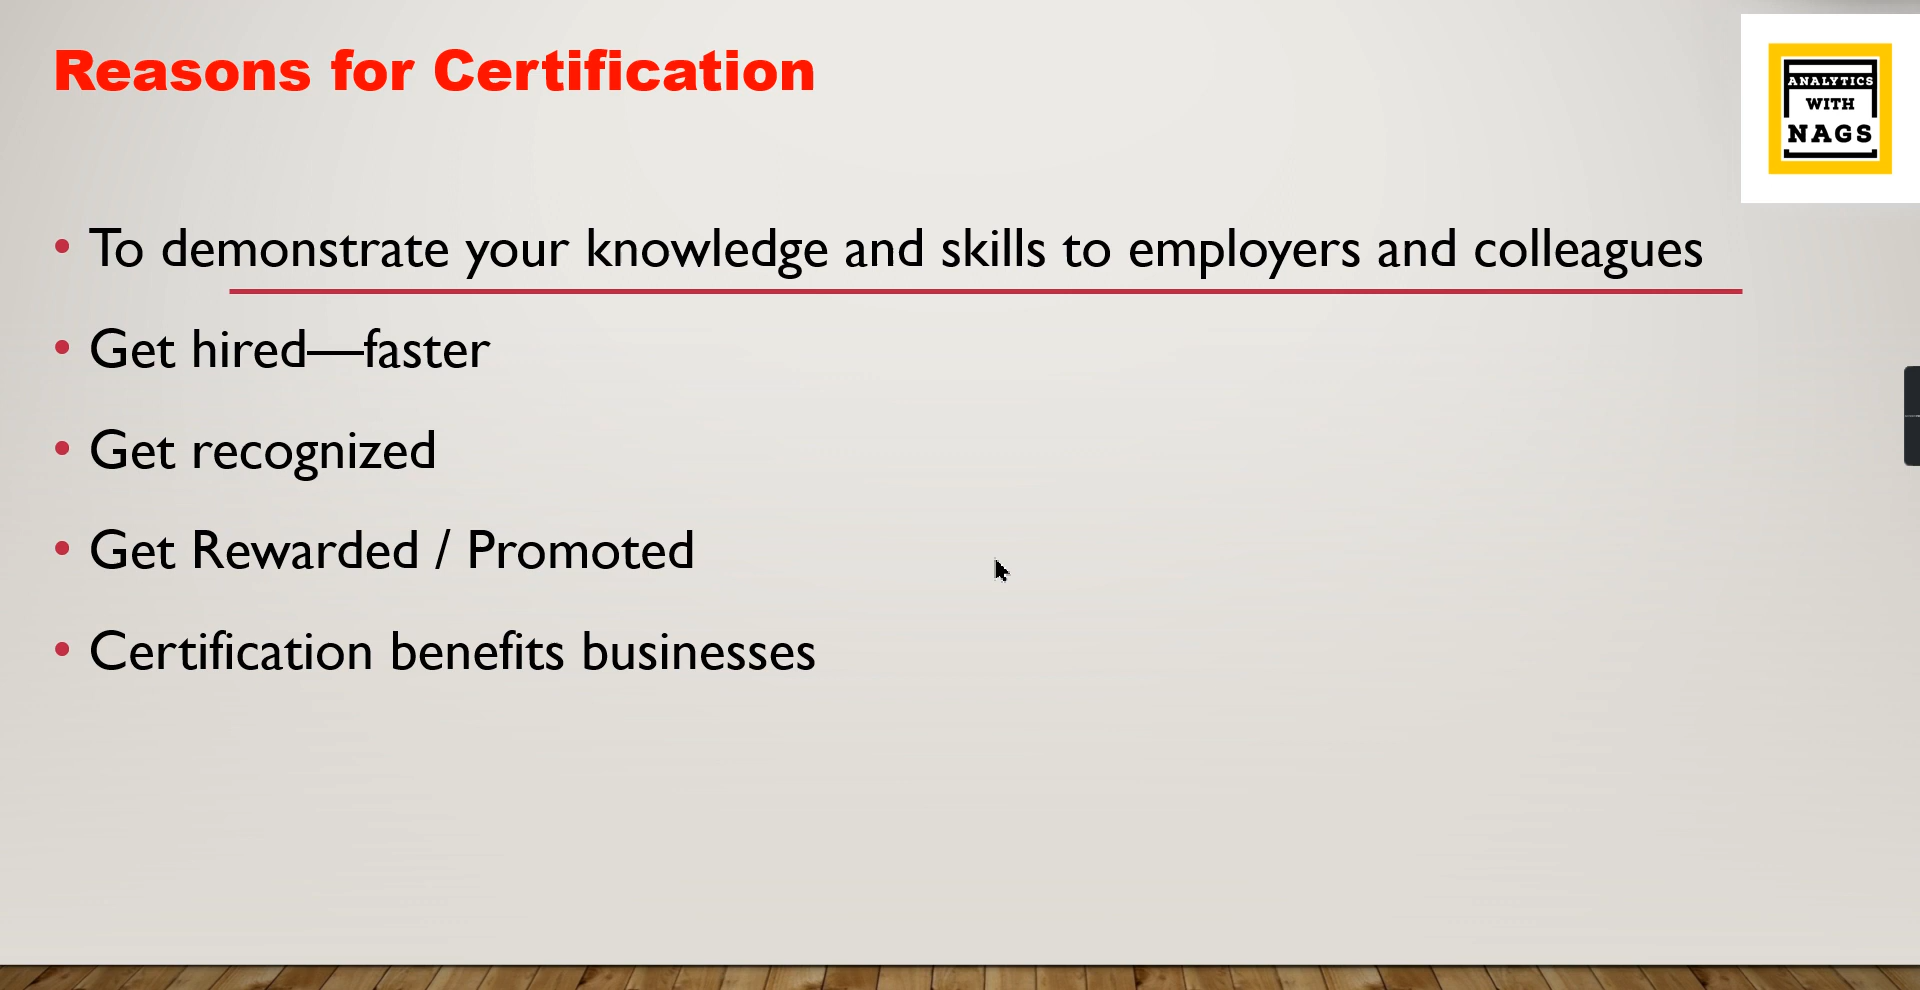 Reasons for Certification
ANALYTICS
WITH
NAGS
• To demonstrate your knowledge and skills to employers and colleagues
• Get hired—faster
• Get recognized
• Get Rewarded / Promoted
• Certification benefits businesses